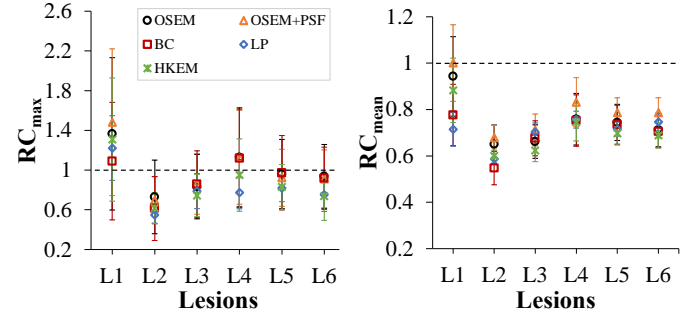 OSEM OSEM+PSF
BC LP
HKEM
RCmax
2.6
2.2
1.8
1.4
1
0.6
0.2
L1 L2 L3 L4 L5 L6
Lesions
RCmean
1.2
1
0.8
0.6
0.4
0.2
L1 L2 L3 L4 L5 L6
Lesions